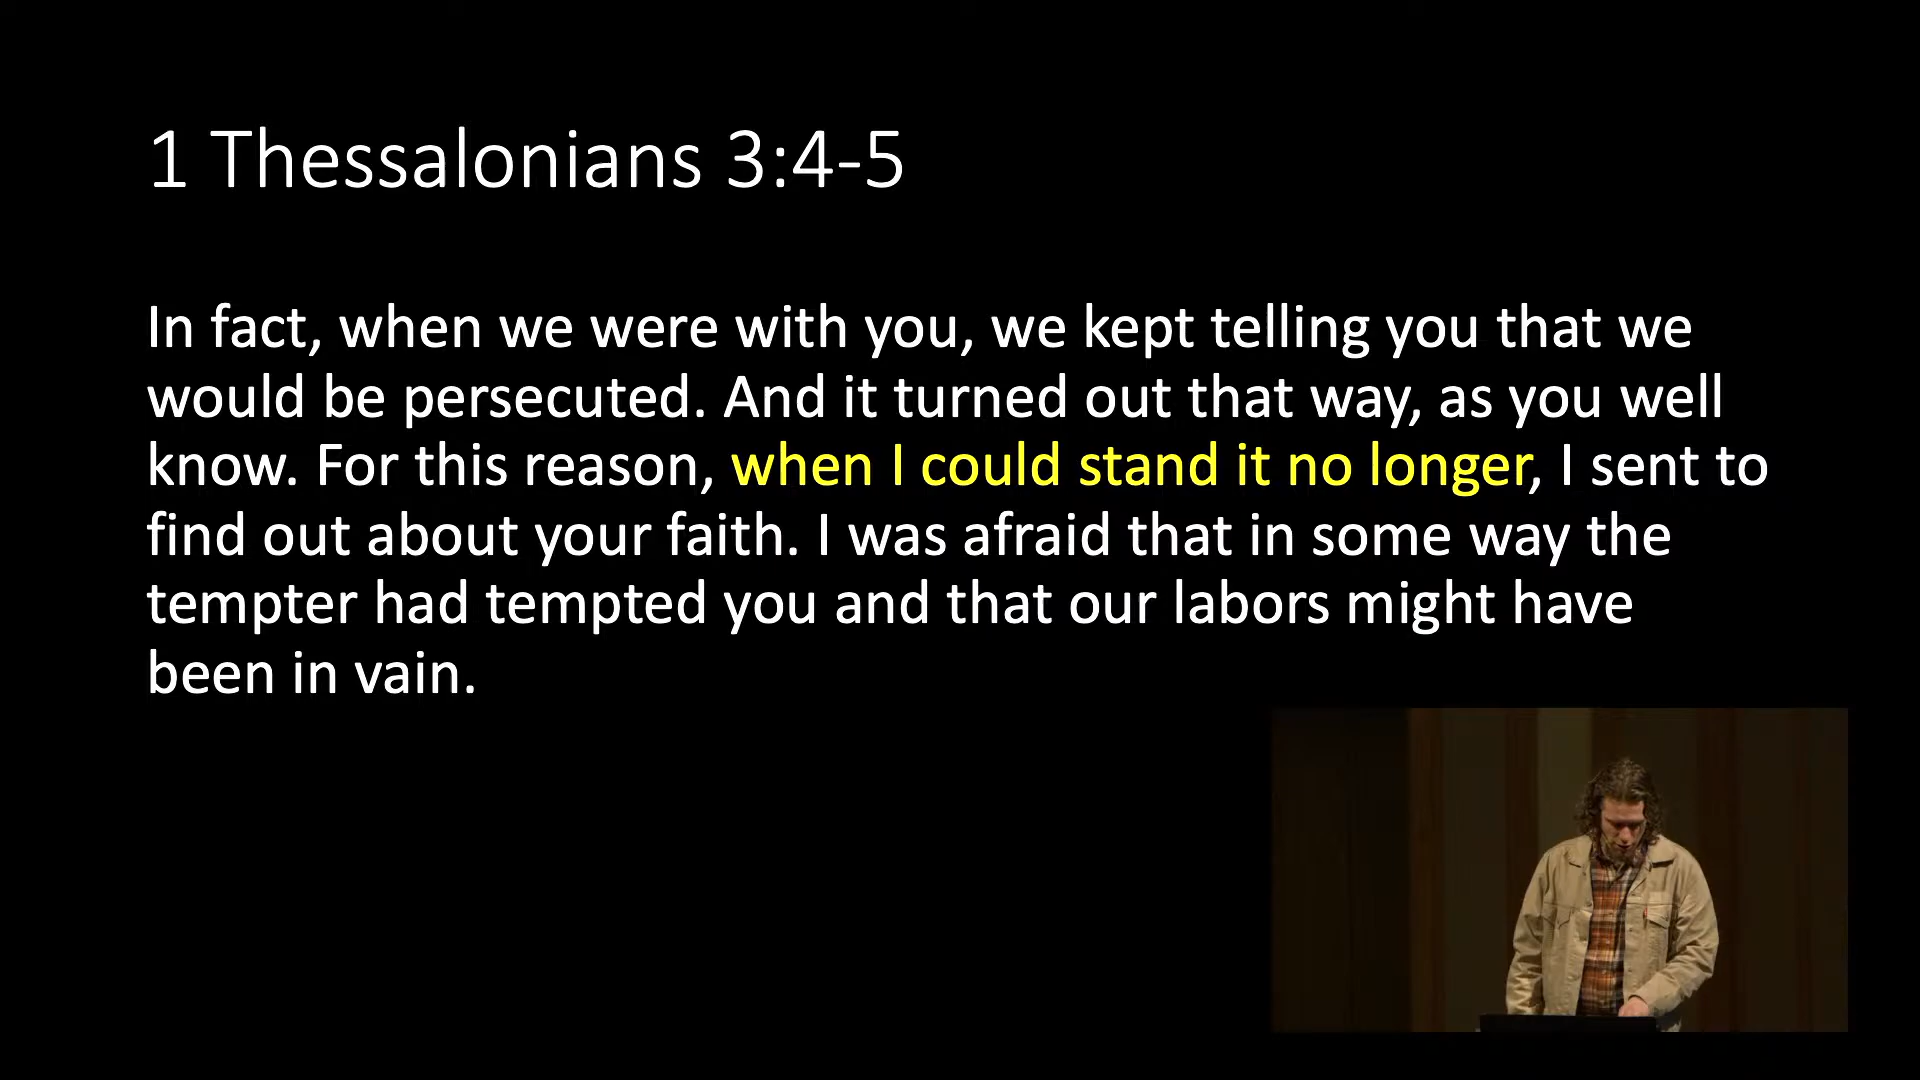 1 Thessalonians 3:4-5
In fact, when we were with you, we kept telling you that we
would be persecuted. And it turned out that way, as you well
know. For this reason, when I could stand it no longer, I sent to
find out about your faith. I was afraid that in some way the
tempter had tempted you and that our labors might have
been in vain.